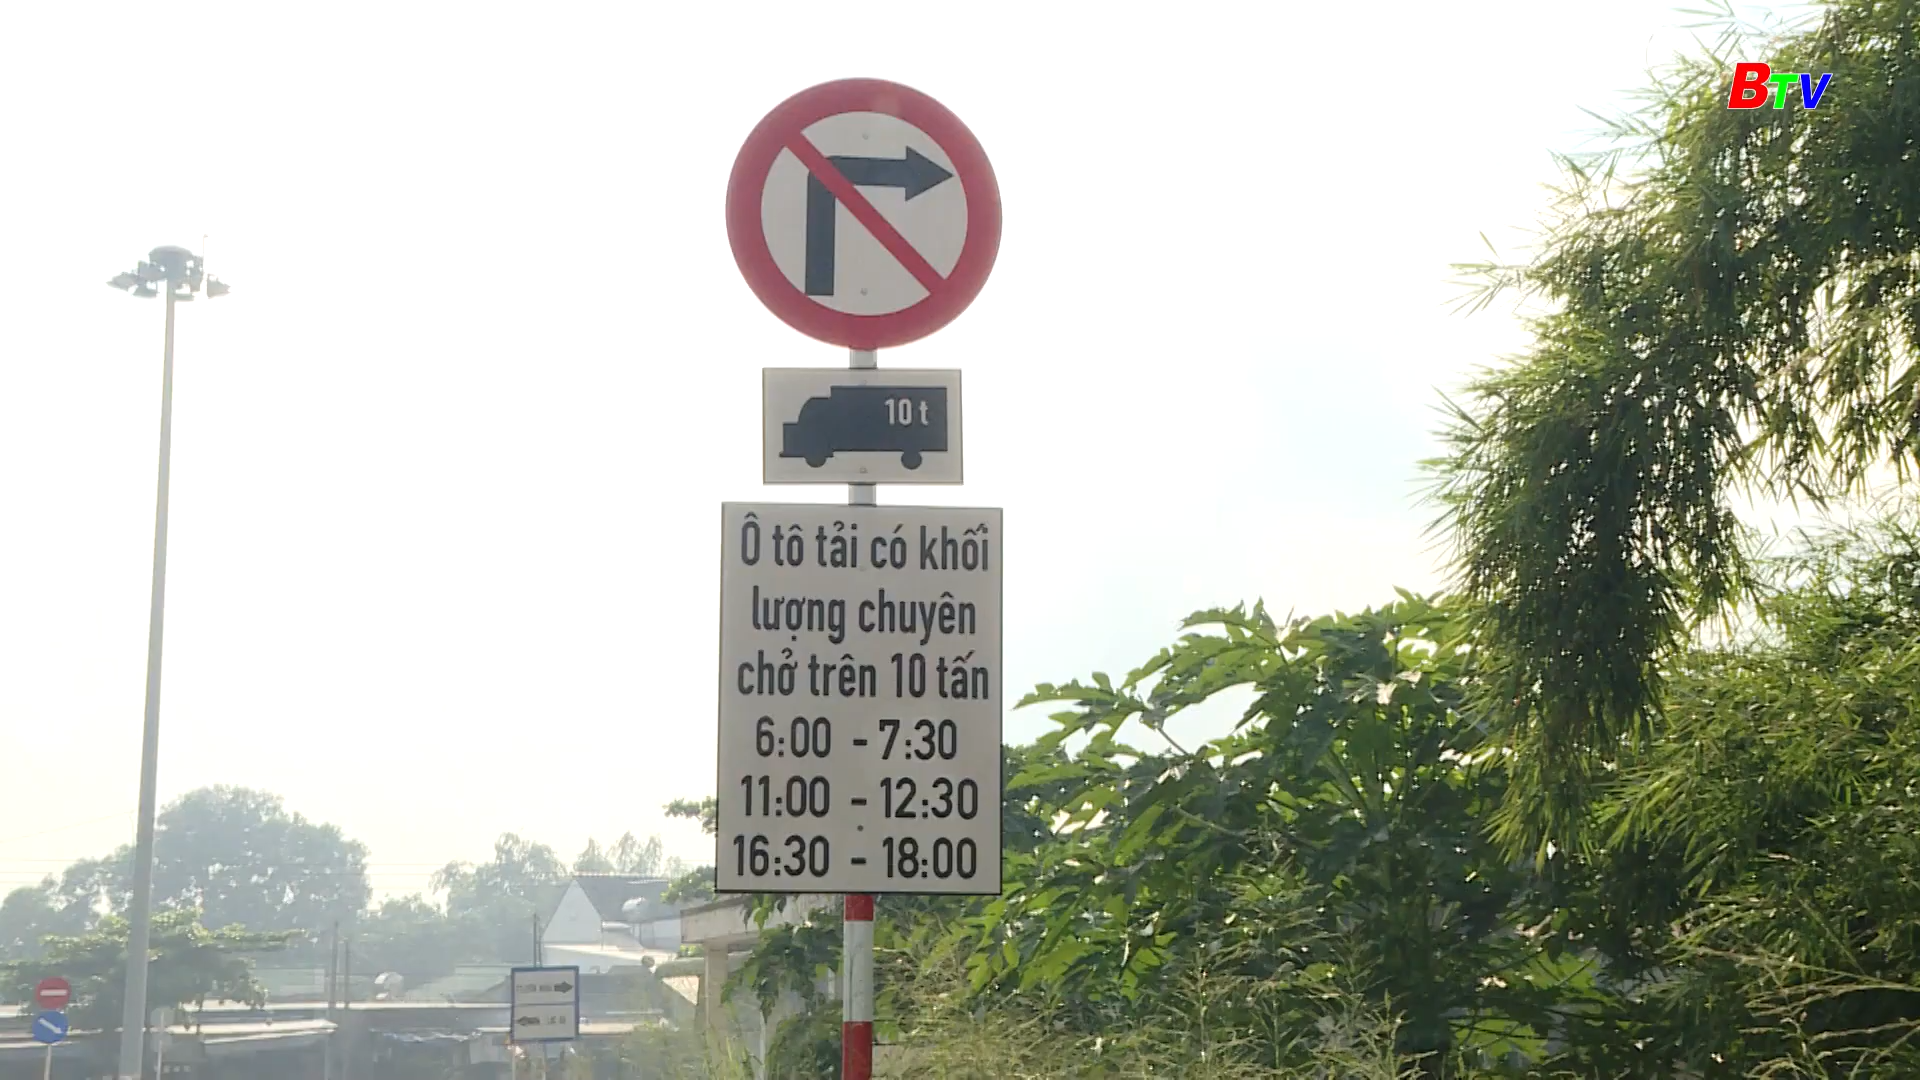 BTV
10 t
Ô tô tải có khối
lượng chuyên
chở trên 10 tấn
6:00 - 7:30
11:00 - 12:30
16:30 - 18:00